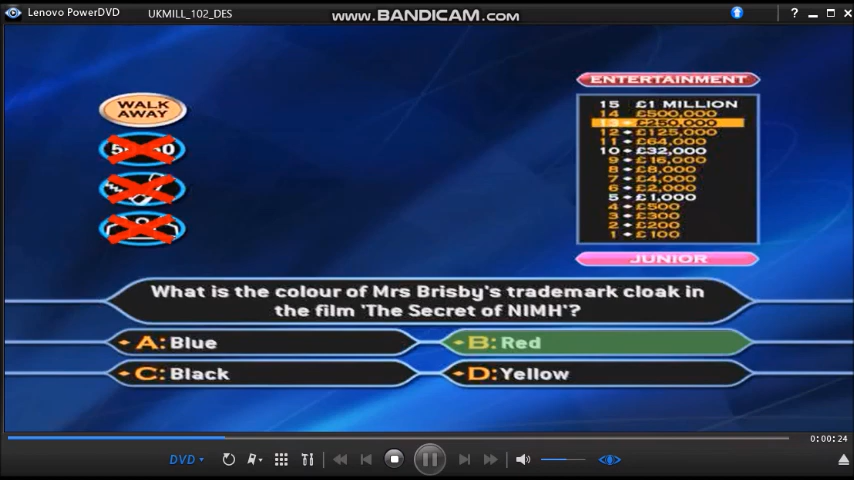 Lenovo PowerDVD
UKMILL_102_DES
www.BANDICAM.com
WALK
AWAY
ENTERTAINMENT
15 £1 MILLION
14 £500,000
13 £250,000
12 £125,000
11 £64,000
10 £32,000
9 £16,000
8 £8,000
7 £4,000
6 £2,000
5 £1,000
4 £500
3 £300
2 £200
1 £100
JUNIOR
What is the colour of Mrs Brisby's trademark cloak in
the film 'The Secret of NIMH'?
A: Blue
B: Red
C: Black
D: Yellow
0:00:24
DVD